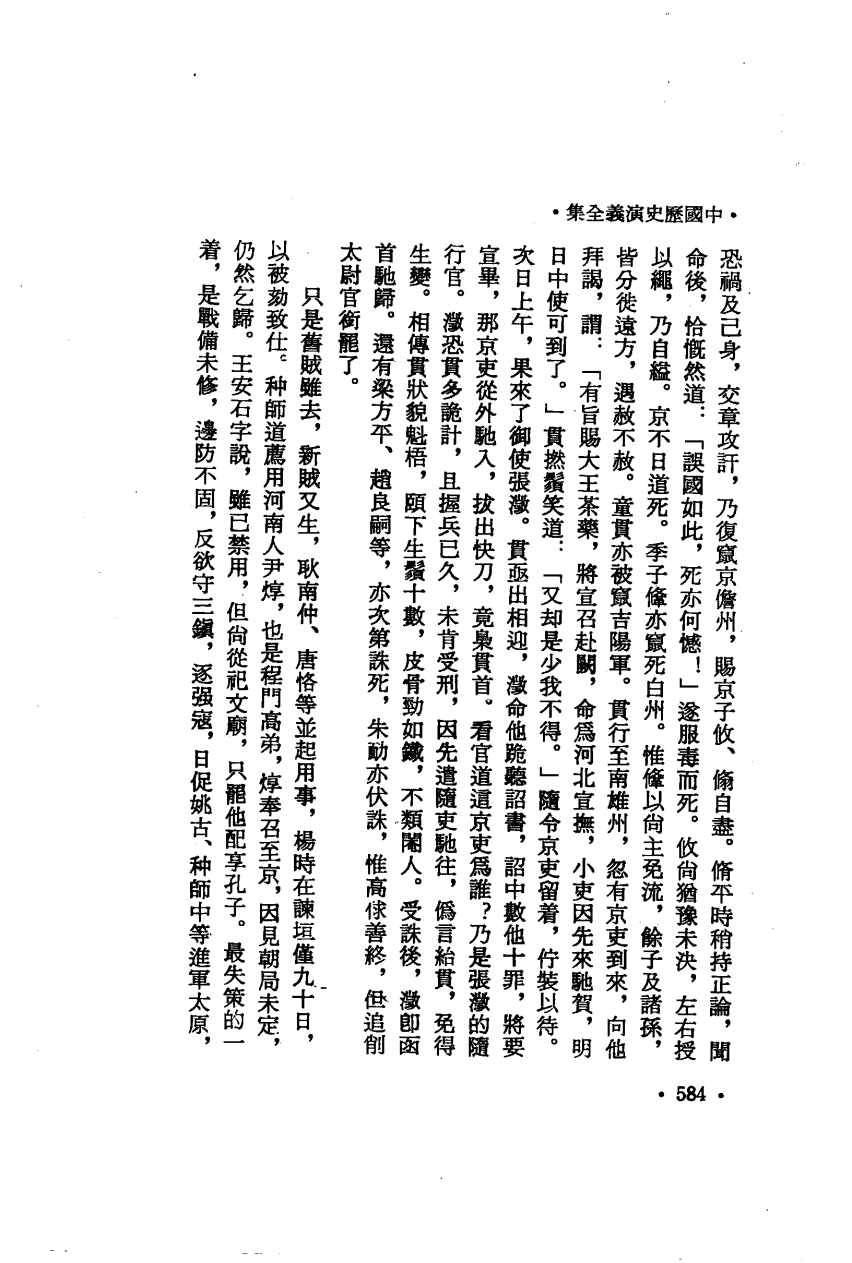 •中國歷史演義全集•
恐禍及己身，交章攻訐，乃復竄京儋州，賜京子攸、翛自盡。翛平時稍持正論，聞
命後，恰慨然道：「誤國如此，死亦何憾！」遂服毒而死。攸尙猶豫未決，左右授
以繩，乃自縊。京不日道死。季子鞗亦竄死白州。惟鞗以尙主免流，餘子及諸孫，
皆分徙遠方，遇赦不赦。童貫亦被竄吉陽軍。貫行至南雄州，忽有京吏到來，向他
拜謁，謂：「有旨賜大王茶藥，將宣召赴闕，命爲河北宣撫，小吏因先來馳賀，明
日中使可到了。」貫撚鬚笑道：「又却是少我不得。」隨令京吏留着，佇裝以待。
次日上午，果來了御使張澂。貫亟出相迎，澂命他跪聽詔書，詔中數他十罪，將要
宣畢，那京吏從外馳入，拔出快刀，竟梟貫首。看官道這京吏爲誰？乃是張澂的隨
行官。澂恐貫多詭計，且握兵已久，未肯受刑，因先遣隨吏馳往，僞言紿貫，免得
生變。相傳貫狀貌魁梧，頤下生鬚十數，皮骨勁如鐵，不類閹人。受誅後，澂卽函
首馳歸。還有梁方平、趙良嗣等，亦次第誅死，朱勔亦伏誅，惟高俅善終，但追削
太尉官銜罷了。
只是舊賊雖去，新賊又生，耿南仲、唐恪等並起用事，楊時在諫垣僅九十日，
以被劾致仕。种師道薦用河南人尹焞，也是程門高弟，焞奉召至京，因見朝局未定，
仍然乞歸。王安石字說，雖已禁用，但尙從祀文廟，只罷他配享孔子。最失策的一
着，是戰備未修，邊防不固，反欲守三鎭，逐强寇，日促姚古、种師中等進軍太原，
•584•